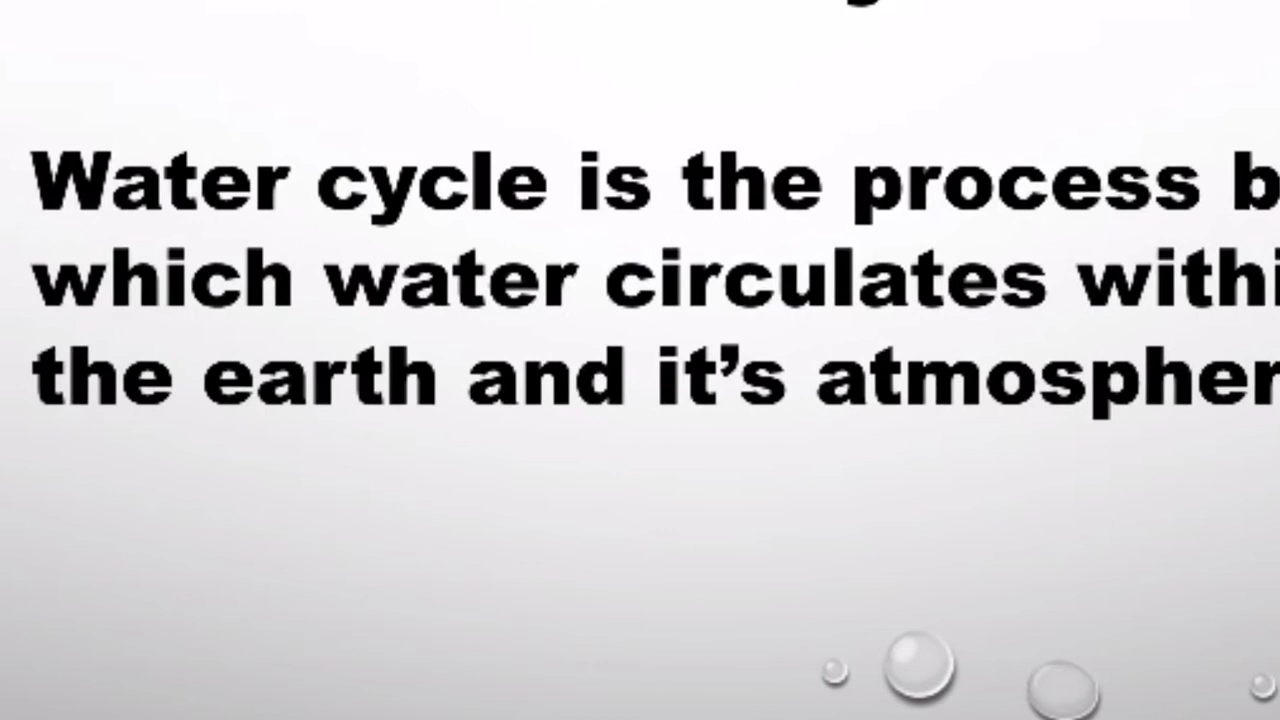 Water cycle is the process b
which water circulates withi
the earth and it’s atmospher